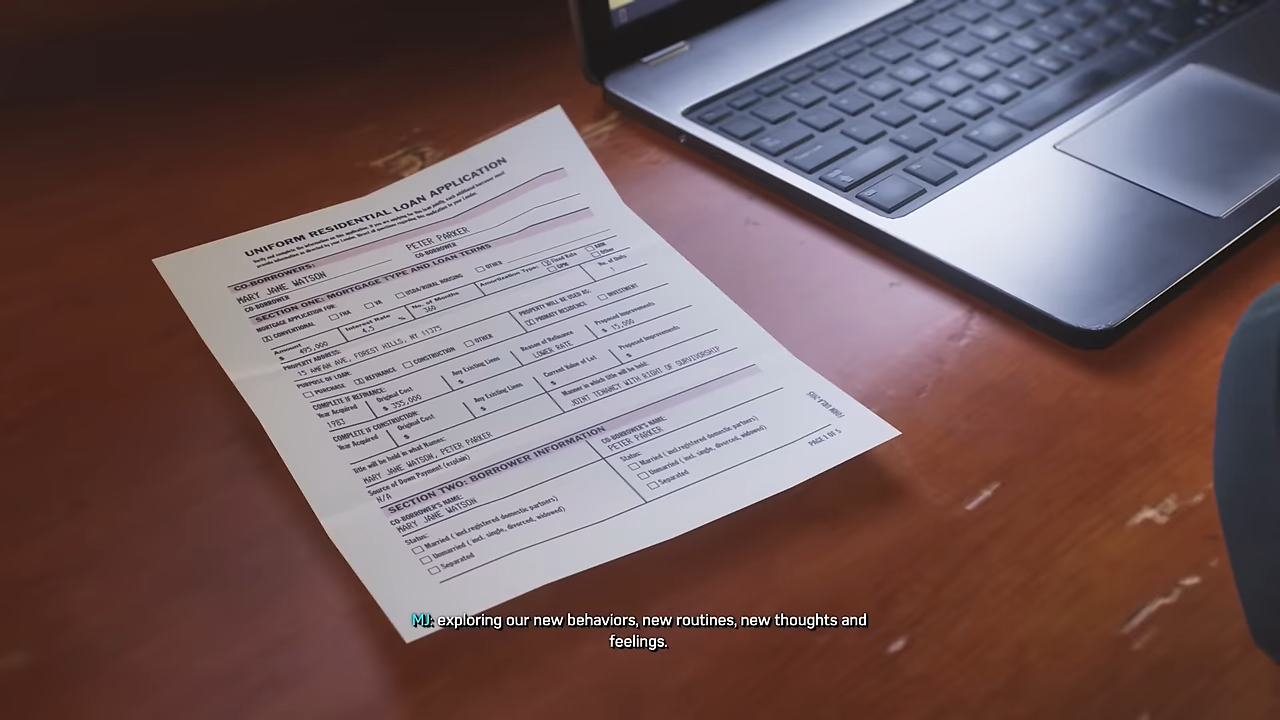 UNIFORM RESIDENTIAL LOAN APPLICATION
CO-BORROWERS:
MARY JANE WATSON PETER PARKER
CO-BORROWER CO-BORROWER
SECTION ONE: MORTGAGE TYPE AND LOAN TERMS
MORTGAGE APPLICATION FOR: FHA VA USDA/RURAL HOUSING OTHER Amortization Type: Fixed Rate ARM
CONVENTIONAL GPM Other
Amount Interest Rate No. of Months No. of Units
$ 495,000 4.5 % 360 1
PROPERTY ADDRESS: PROPERTY WILL BE USED AS:
15 AMFAN AVE, FOREST HILLS, NY 11375 PRIMARY RESIDENCE INVESTMENT
PURPOSE OF LOAN:
PURCHASE REFINANCE CONSTRUCTION OTHER
COMPLETE IF REFINANCE:
Year Acquired Original Cost Any Existing Liens Reason of Refinance Proposed Improvements
1983 $ 355,000 $ LOWER RATE $ 15,000
COMPLETE IF CONSTRUCTION:
Year Acquired Original Cost Any Existing Liens Current Value of Lot Proposed Improvements
$ $ $ $
Title will be held in what Names: Manner in which title will be held:
MARY JANE WATSON, PETER PARKER JOINT TENANCY WITH RIGHT OF SURVIVORSHIP
Source of Down Payment (explain)
N/A
SECTION TWO: BORROWER INFORMATION
CO-BORROWER'S NAME: CO-BORROWER'S NAME:
MARY JANE WATSON PETER PARKER
Status: Status:
Married ( incl.registered domestic partners) Married ( incl.registered domestic partners)
Unmarried ( incl. single, divorced, widowed) Unmarried ( incl. single, divorced, widowed)
Separated Separated
PAGE 1 OF 5
MJ: exploring our new behaviors, new routines, new thoughts and
feelings.